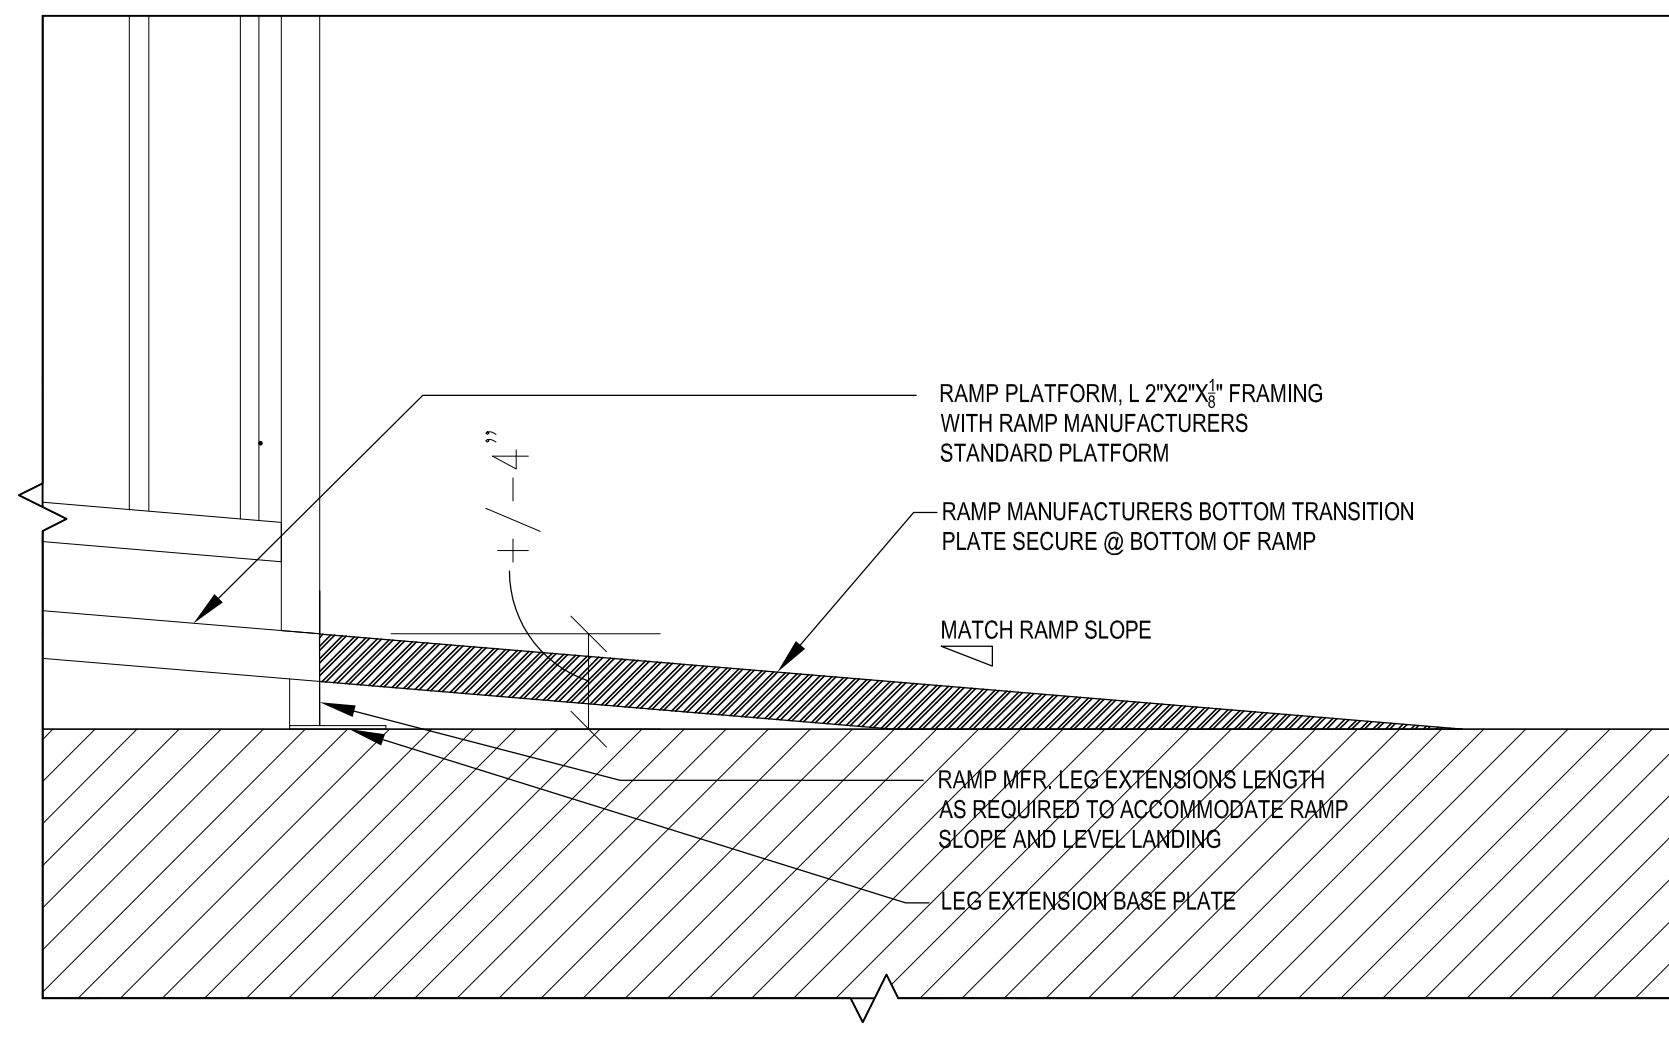 RAMP PLATFORM, L 2"X2"X1/8" FRAMING
WITH RAMP MANUFACTURERS
STANDARD PLATFORM
+/-4"
RAMP MANUFACTURERS BOTTOM TRANSITION
PLATE SECURE @ BOTTOM OF RAMP
MATCH RAMP SLOPE
RAMP MFR. LEG EXTENSIONS LENGTH
AS REQUIRED TO ACCOMMODATE RAMP
SLOPE AND LEVEL LANDING
LEG EXTENSION BASE PLATE